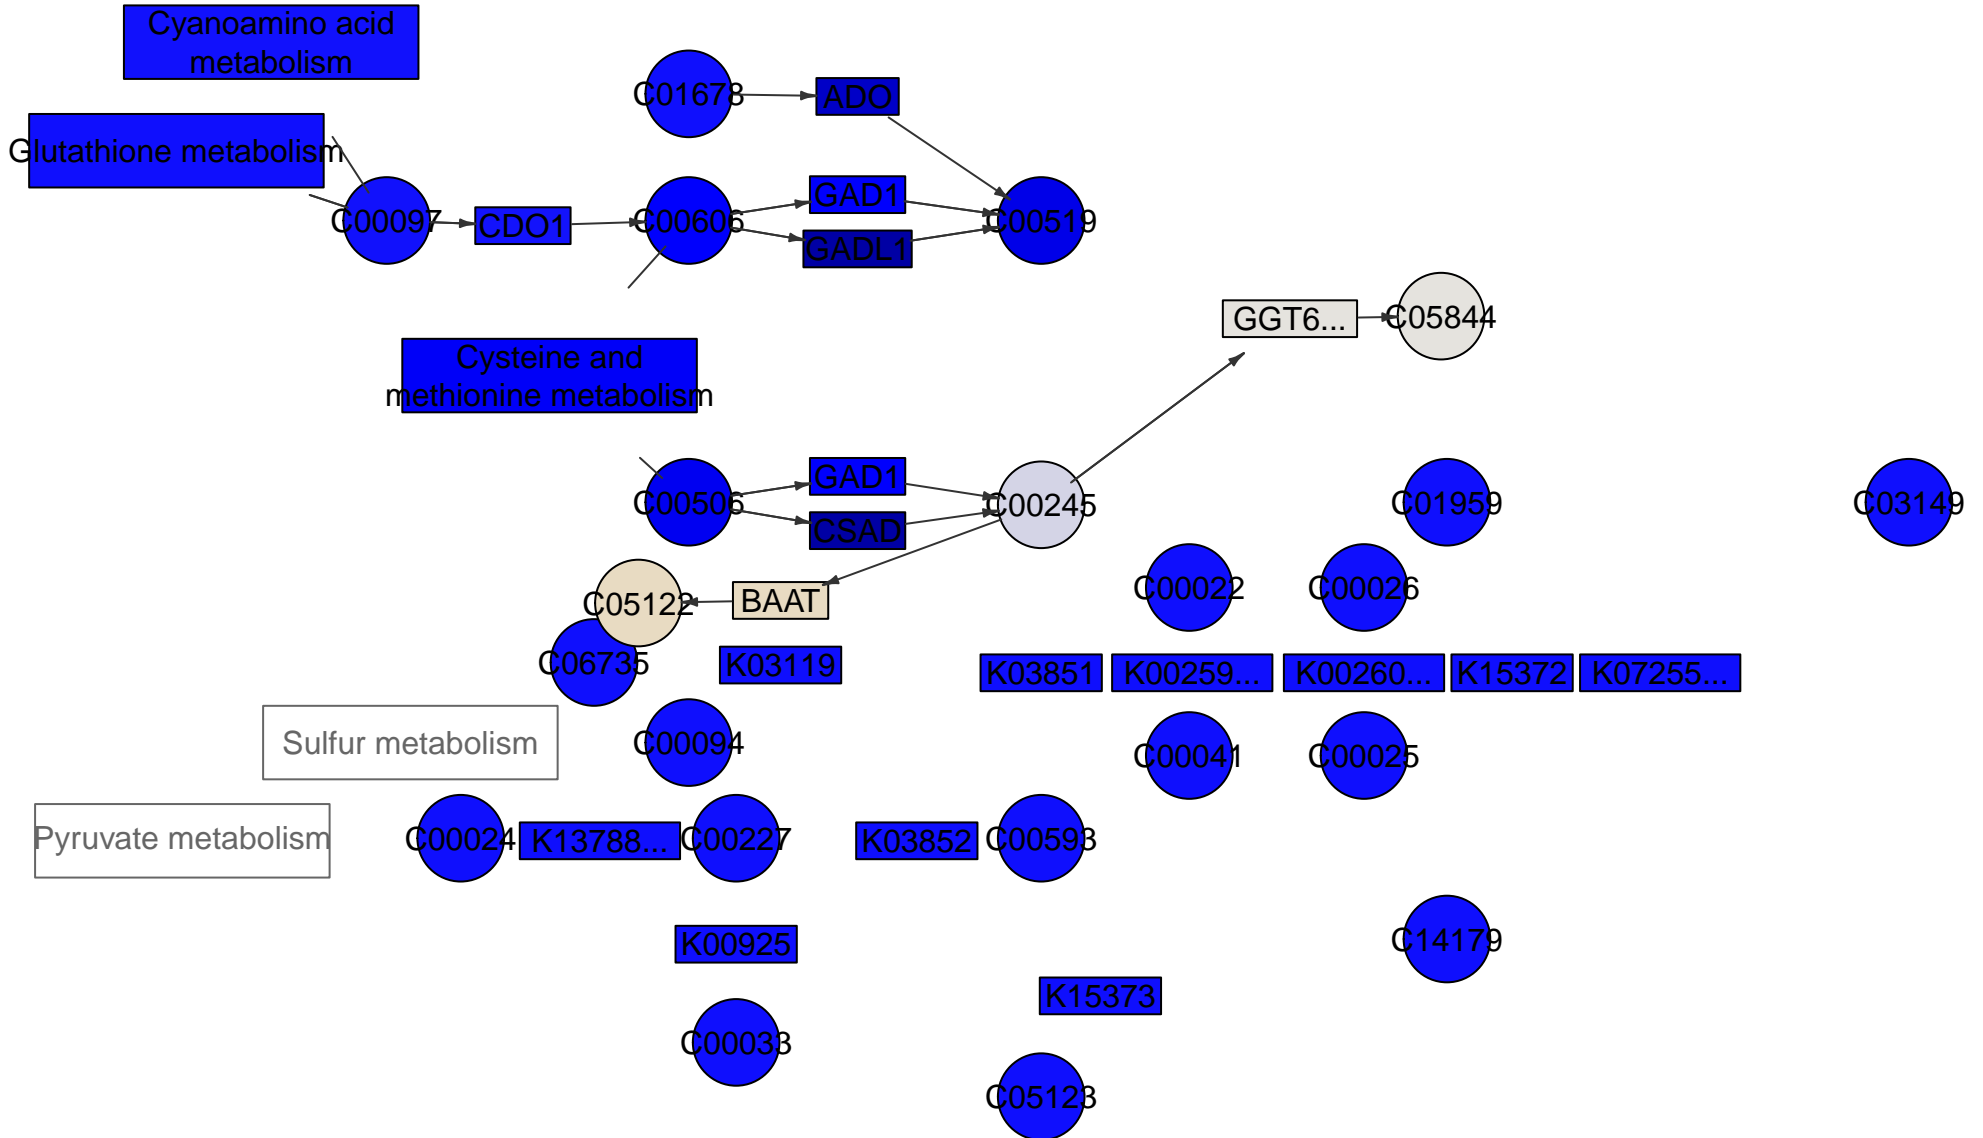 Cyanoamino acid
metabolism
C01678
ADO
Glutathione metabolism
C00097
CDO1
C00606
GAD1
GADL1
C00519
GGT6...
C05844
Cysteine and
methionine metabolism
C00506
GAD1
CSAD
C00245
C01959
C03149
C05122
BAAT
C00022
C00026
C06735
K03119
K03851
K00259...
K00260...
K15372
K07255...
Sulfur metabolism
C00094
C00041
C00025
Pyruvate metabolism
C00024
K13788...
C00227
K03852
C00593
K00925
C14179
K15373
C00033
C05123